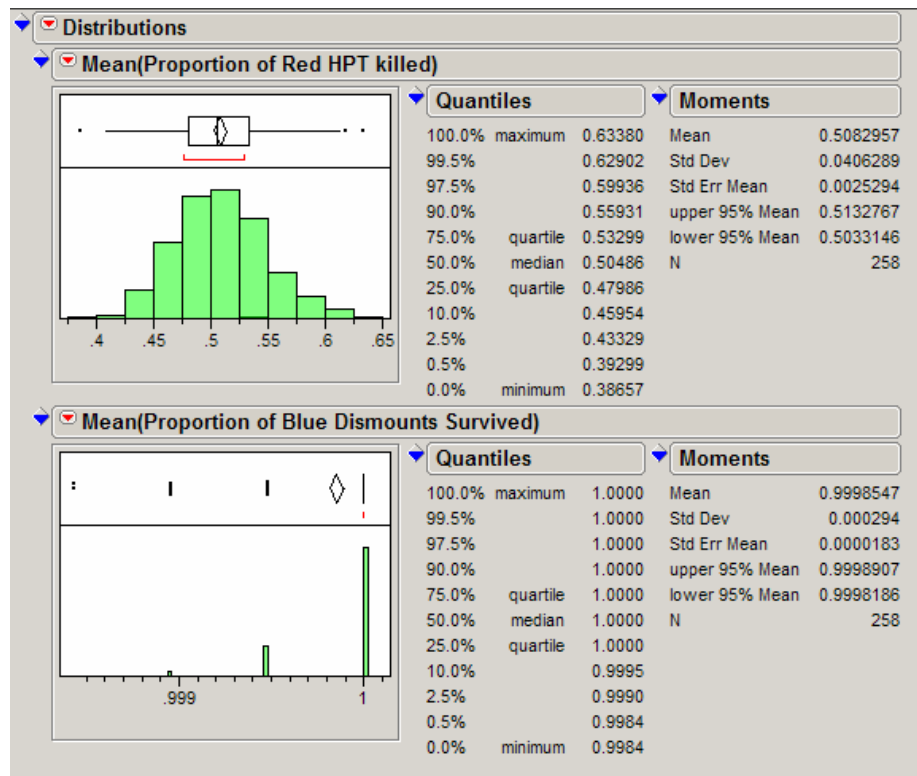 Distributions
Mean(Proportion of Red HPT killed)
Quantiles
100.0% maximum 0.63380
99.5% 0.62902
97.5% 0.59936
90.0% 0.55931
75.0% quartile 0.53299
50.0% median 0.50486
25.0% quartile 0.47986
10.0% 0.45954
2.5% 0.43329
0.5% 0.39299
0.0% minimum 0.38657
Moments
Mean 0.5082957
Std Dev 0.0406289
Std Err Mean 0.0025294
upper 95% Mean 0.5132767
lower 95% Mean 0.5033146
N 258
.4 .45 .5 .55 .6 .65
Mean(Proportion of Blue Dismounts Survived)
Quantiles
100.0% maximum 1.0000
99.5% 1.0000
97.5% 1.0000
90.0% 1.0000
75.0% quartile 1.0000
50.0% median 1.0000
25.0% quartile 1.0000
10.0% 0.9995
2.5% 0.9990
0.5% 0.9984
0.0% minimum 0.9984
Moments
Mean 0.9998547
Std Dev 0.000294
Std Err Mean 0.0000183
upper 95% Mean 0.9998907
lower 95% Mean 0.9998186
N 258
.999 1